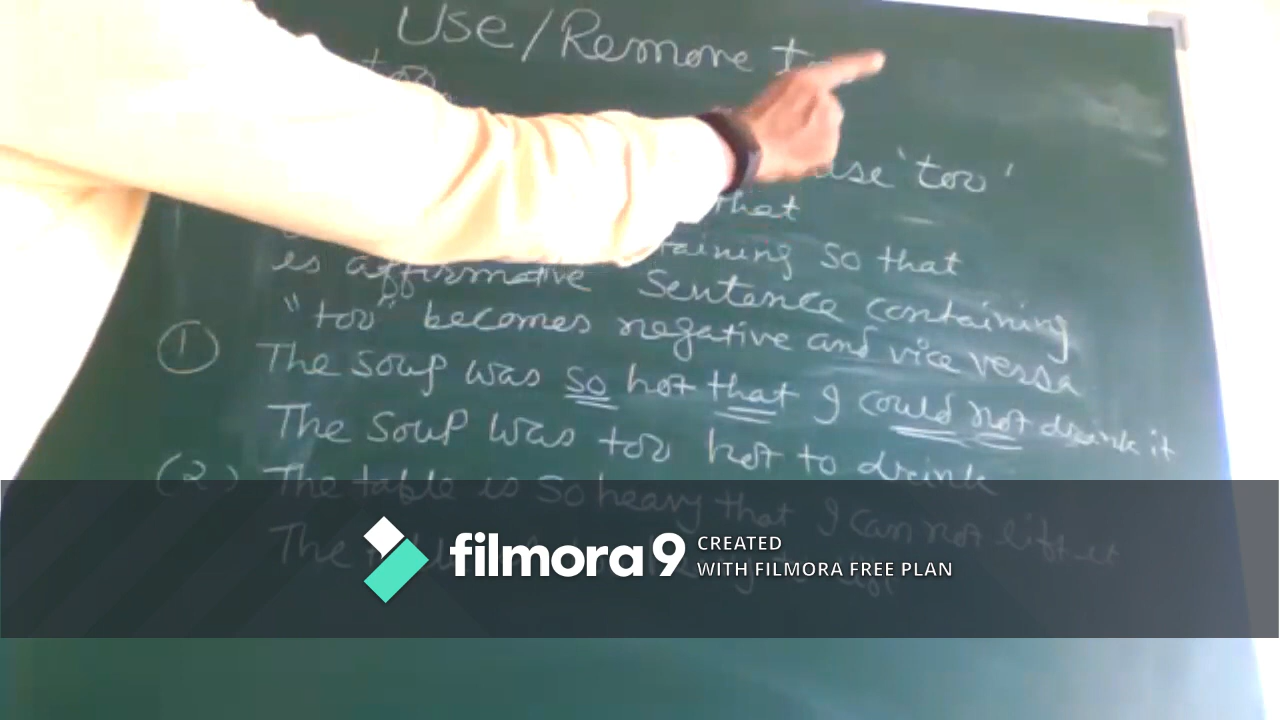 Use/Remove
too
use 'too'
that
so that
is affirmative Sentence containing
"too" becomes negative and vice versa
① The soup was so hot that I could not drink it
The soup was too hot to drink
(2) The table is so heavy that I can not lift it
The
filmora 9
CREATED
WITH FILMORA FREE PLAN